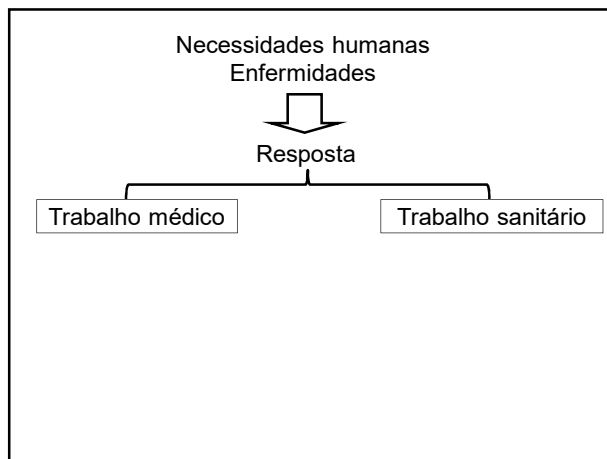 Necessidades humanas
Enfermidades
Resposta
Trabalho médico
Trabalho sanitário